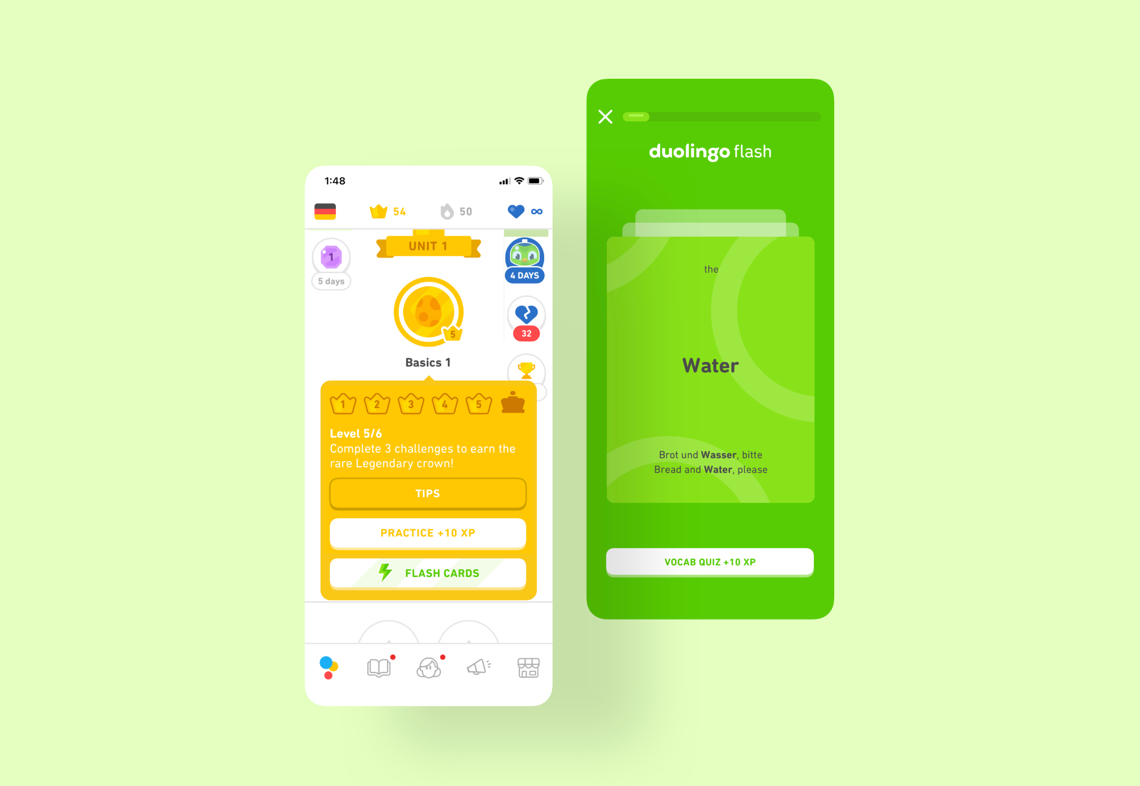 1:48
54
50
∞
UNIT 1
1
5 days
4 DAYS
5
32
Basics 1
1 2 3 4 5
Level 5/6
Complete 3 challenges to earn the
rare Legendary crown!
TIPS
PRACTICE +10 XP
FLASH CARDS
duolingo flash
the
Water
Brot und Wasser, bitte
Bread and Water, please
VOCAB QUIZ +10 XP